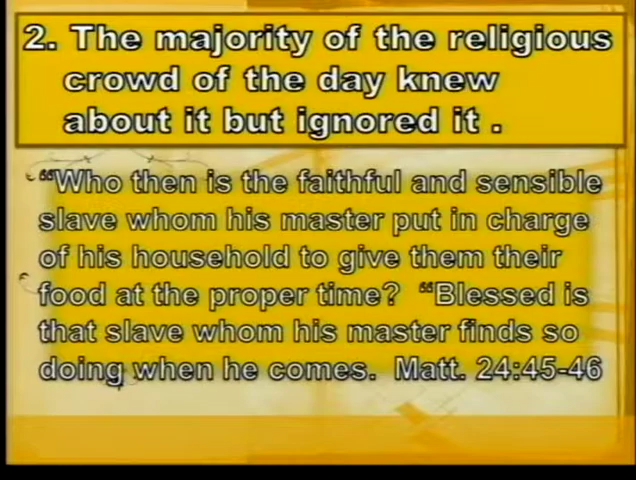 2. The majority of the religious
crowd of the day knew
about it but ignored it .
“Who then is the faithful and sensible
slave whom his master put in charge
of his household to give them their
food at the proper time? “Blessed is
that slave whom his master finds so
doing when he comes. Matt. 24:45-46